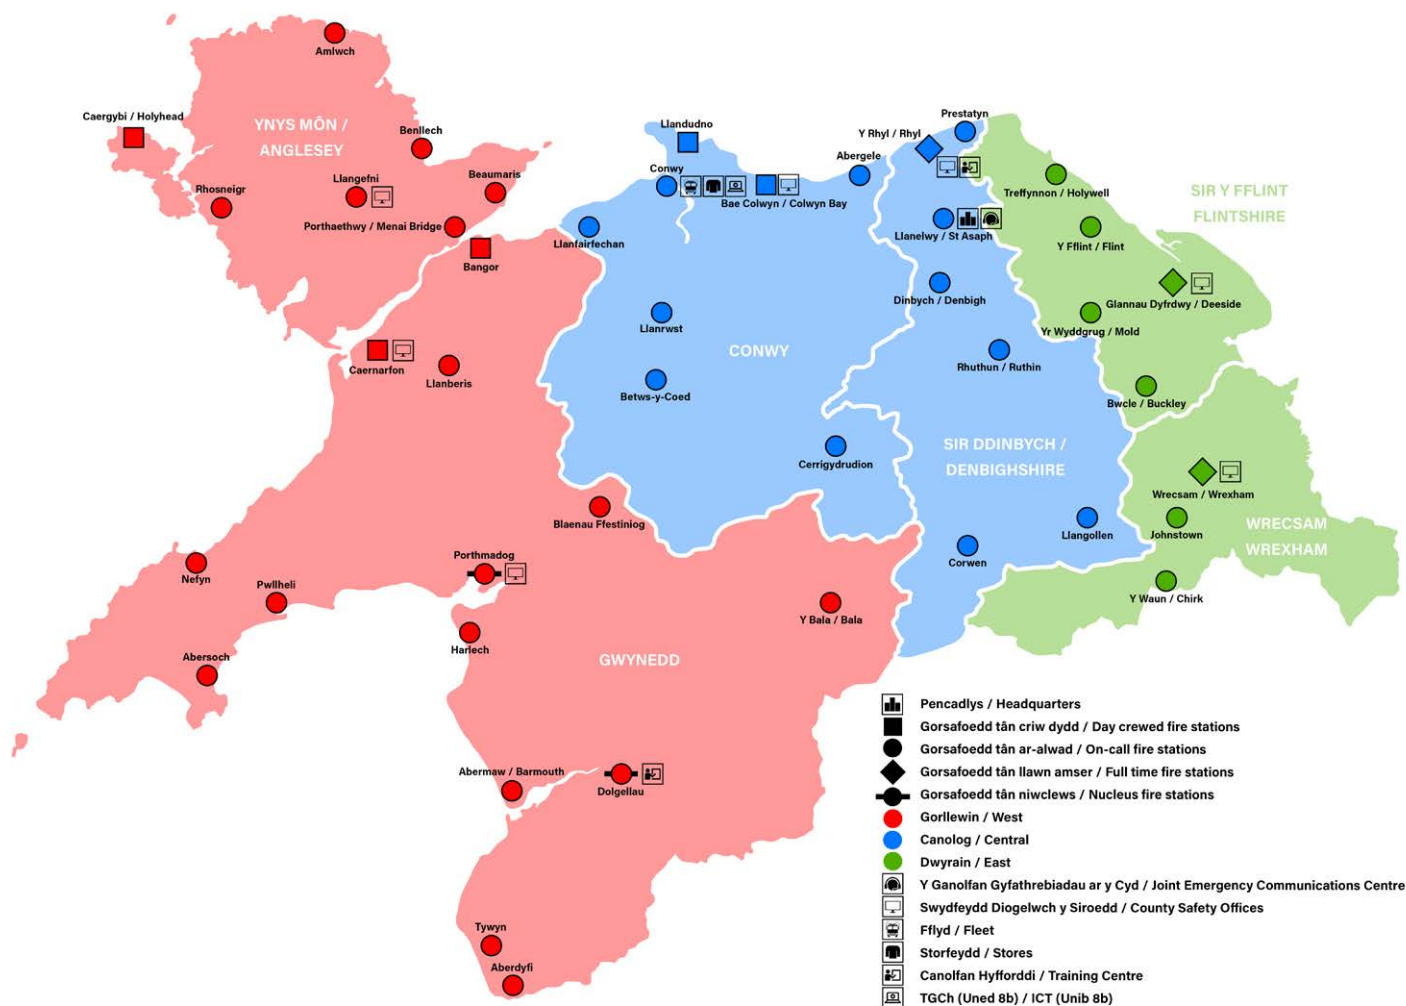 Amlwch
Caergybi / Holyhead
YNYS MÔN /
ANGLESEY
Benllech
Llangefni
Beaumaris
Rhosneigr
Porthaethwy / Menai Bridge
Bangor
Caernarfon
Llanberis
Llandudno
Conwy
Bae Colwyn / Colwyn Bay
Abergele
Llanfairfechan
Llanrwst
CONWY
Betws-y-Coed
Cerrigydrudion
Prestatyn
Y Rhyl / Rhyl
Llanelwy / St Asaph
Dinbych / Denbigh
Rhuthun / Ruthin
SIR DDINBYCH /
DENBIGHSHIRE
Llangollen
Corwen
Treffynnon / Holywell
SIR Y FFLINT
FLINTSHIRE
Y Fflint / Flint
Glannau Dyfrdwy / Deeside
Yr Wyddgrug / Mold
Bwcle / Buckley
Wrecsam / Wrexham
Johnstown
WRECSAM
WREXHAM
Y Waun / Chirk
Blaenau Ffestiniog
Porthmadog
Nefyn
Pwllheli
Abersoch
Harlech
Y Bala / Bala
GWYNEDD
Abermaw / Barmouth
Dolgellau
Tywyn
Aberdyfi
Pencadlys / Headquarters
Gorsafoedd tân criw dydd / Day crewed fire stations
Gorsafoedd tân ar-alwad / On-call fire stations
Gorsafoedd tân llawn amser / Full time fire stations
Gorsafoedd tân niwclews / Nucleus fire stations
Gorllewin / West
Canolog / Central
Dwyrain / East
Y Ganolfan Gyfathrebiadau ar y Cyd / Joint Emergency Communications Centre
Swydfeydd Diogelwch y Siroedd / County Safety Offices
Fflyd / Fleet
Storfeydd / Stores
Canolfan Hyfforddi / Training Centre
TGCh (Uned 8b) / ICT (Unib 8b)